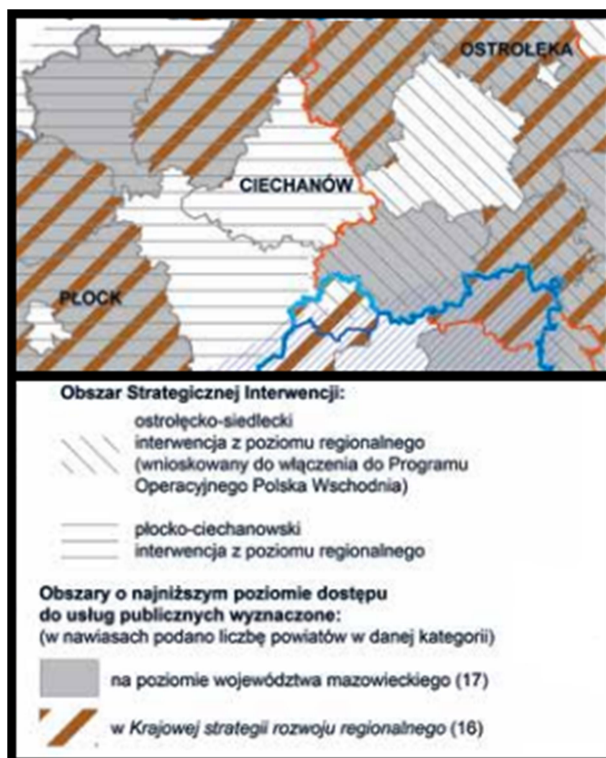 OSTROŁĘKA
CIECHANÓW
PŁOCK
Obszar Strategicznej Interwencji:
ostrołęcko-siedlecki
interwencja z poziomu regionalnego
(wnioskowany do włączenia do Programu
Operacyjnego Polska Wschodnia)
płocko-ciechanowski
interwencja z poziomu regionalnego
Obszary o najniższym poziomie dostępu
do usług publicznych wyznaczone:
(w nawiasach podano liczbę powiatów w danej kategorii)
na poziomie województwa mazowieckiego (17)
w Krajowej strategii rozwoju regionalnego (16)